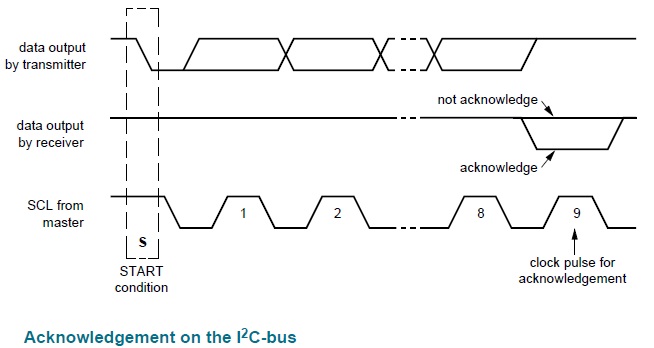 data output
by transmitter
not acknowledge
data output
by receiver
acknowledge
SCL from
master
1
2
8
9
S
START
condition
clock pulse for
acknowledgement
Acknowledgement on the I²C-bus